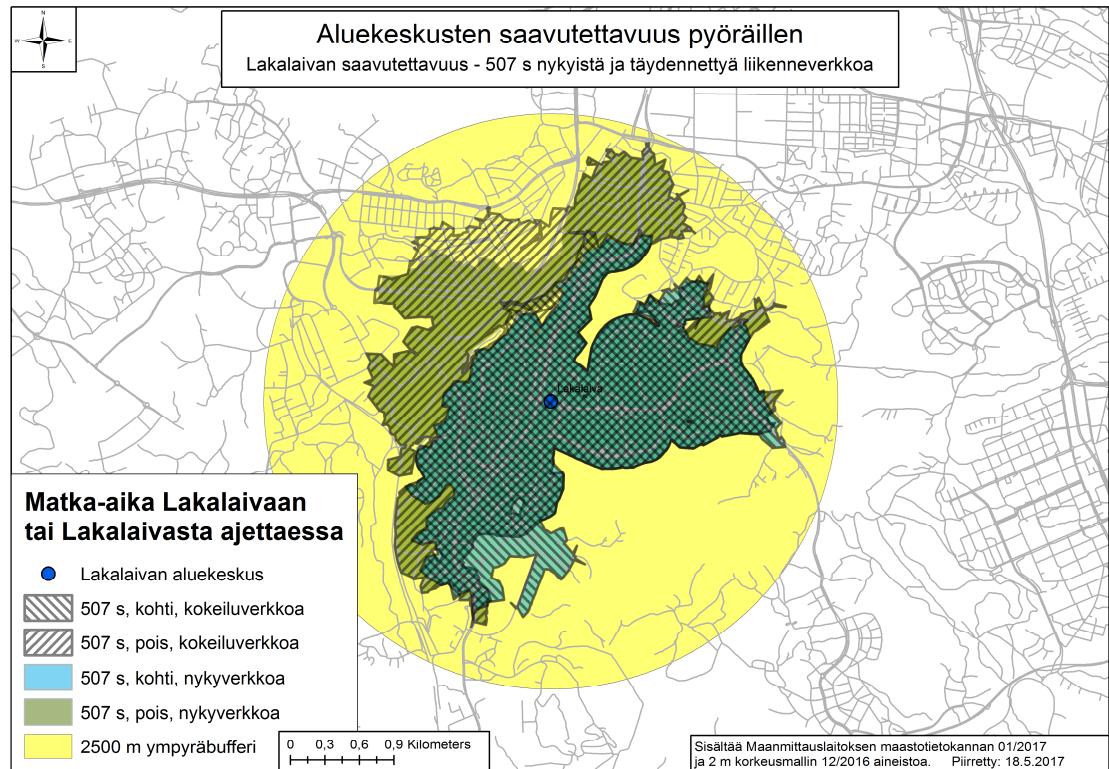 N
W E
S
Aluekeskusten saavutettavuus pyöräillen
Lakalaivan saavutettavuus - 507 s nykyistä ja täydennettyä liikenneverkkoa
Lakalaiva
Matka-aika Lakalaivaan
tai Lakalaivasta ajettaessa
Lakalaivan aluekeskus
507 s, kohti, kokeiluverkkoa
507 s, pois, kokeiluverkkoa
507 s, kohti, nykyverkkoa
507 s, pois, nykyverkkoa
2500 m ympyräbufferi
0 0,3 0,6 0,9 Kilometers
Sisältää Maanmittauslaitoksen maastotietokannan 01/2017
ja 2 m korkeusmallin 12/2016 aineistoa. Piirretty: 18.5.2017